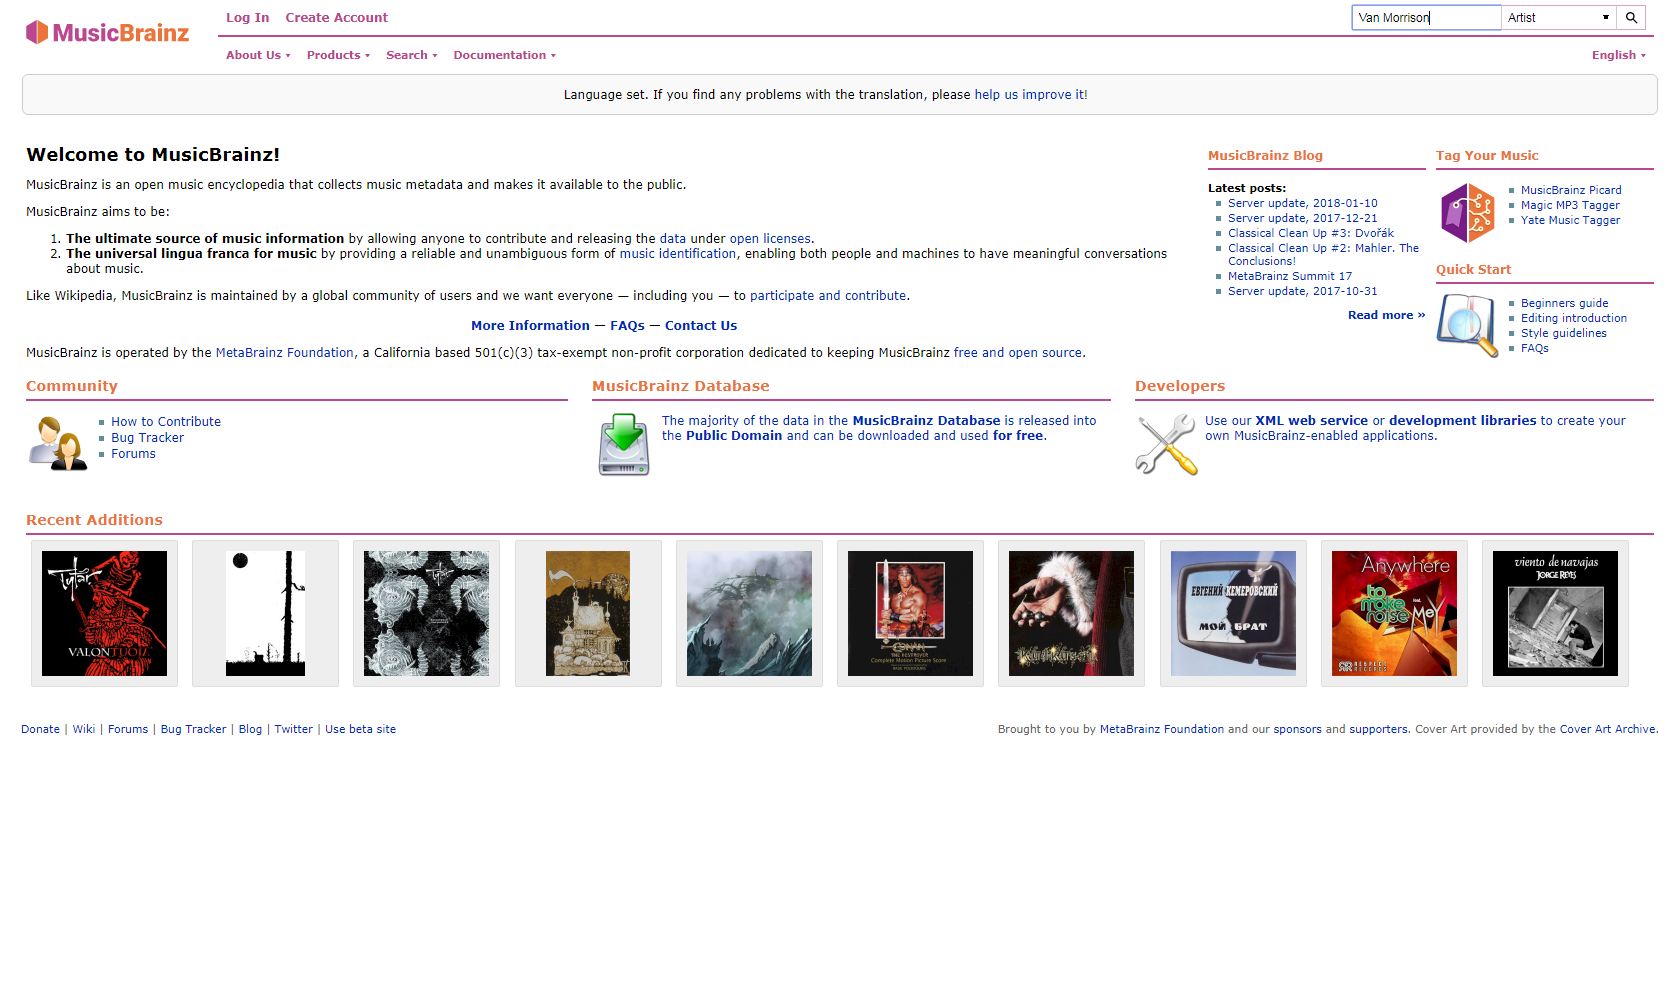 MusicBrainz
Log In Create Account
Van Morrison Artist
About Us Products Search Documentation English
Language set. If you find any problems with the translation, please help us improve it!
Welcome to MusicBrainz!
MusicBrainz is an open music encyclopedia that collects music metadata and makes it available to the public.
MusicBrainz aims to be:
1. The ultimate source of music information by allowing anyone to contribute and releasing the data under open licenses.
2. The universal lingua franca for music by providing a reliable and unambiguous form of music identification, enabling both people and machines to have meaningful conversations
about music.
Like Wikipedia, MusicBrainz is maintained by a global community of users and we want everyone — including you — to participate and contribute.
More Information — FAQs — Contact Us
MusicBrainz is operated by the MetaBrainz Foundation, a California based 501(c)(3) tax-exempt non-profit corporation dedicated to keeping MusicBrainz free and open source.
MusicBrainz Blog
Latest posts:
Server update, 2018-01-10
Server update, 2017-12-21
Classical Clean Up #3: Dvořák
Classical Clean Up #2: Mahler. The
Conclusions!
MetaBrainz Summit 17
Server update, 2017-10-31
Read more »
Tag Your Music
MusicBrainz Picard
Magic MP3 Tagger
Yate Music Tagger
Quick Start
Beginners guide
Editing introduction
Style guidelines
FAQs
Community
How to Contribute
Bug Tracker
Forums
MusicBrainz Database
The majority of the data in the MusicBrainz Database is released into
the Public Domain and can be downloaded and used for free.
Developers
Use our XML web service or development libraries to create your
own MusicBrainz-enabled applications.
Recent Additions
VALONTUOJA
CONAN
THE DESTROYER
Complete Motion Picture Score
ЕВГЕНИЙ КЕМЕРОВСКИЙ
МОЙ БРАТ
Anywhere
to make noise feat. MeY
RESPECT RECORDS
viento de navajas
JORGE REYES
Donate | Wiki | Forums | Bug Tracker | Blog | Twitter | Use beta site
Brought to you by MetaBrainz Foundation and our sponsors and supporters. Cover Art provided by the Cover Art Archive.